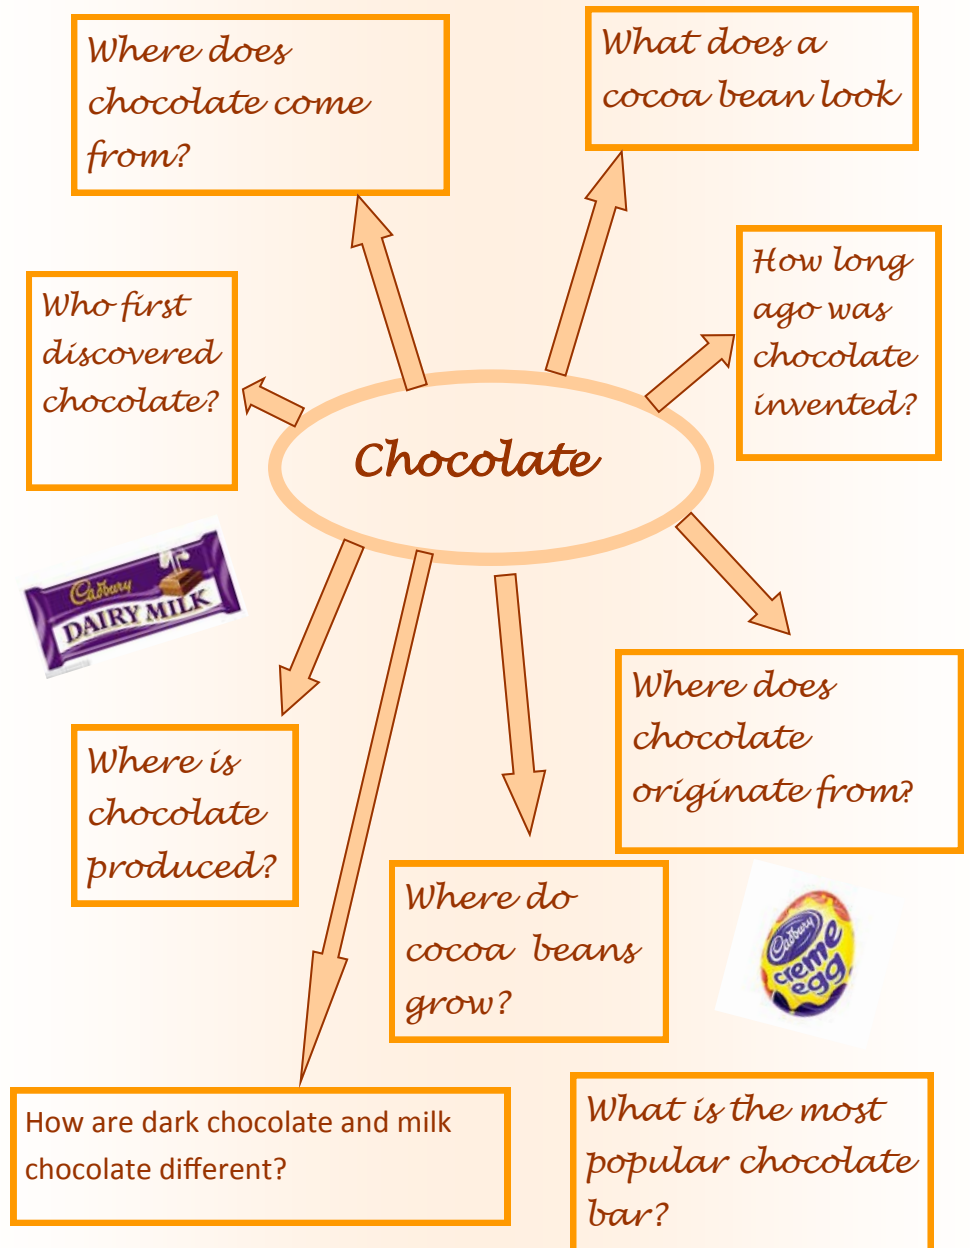 Where does
chocolate come
from?
What does a
cocoa bean look
How long
ago was
chocolate
invented?
Who first
discovered
chocolate?
Chocolate
Cadbury
DAIRY MILK
Where does
chocolate
originate from?
Where is
chocolate
produced?
Where do
cocoa beans
grow?
Cadbury
creme
egg
How are dark chocolate and milk
chocolate different?
What is the most
popular chocolate
bar?